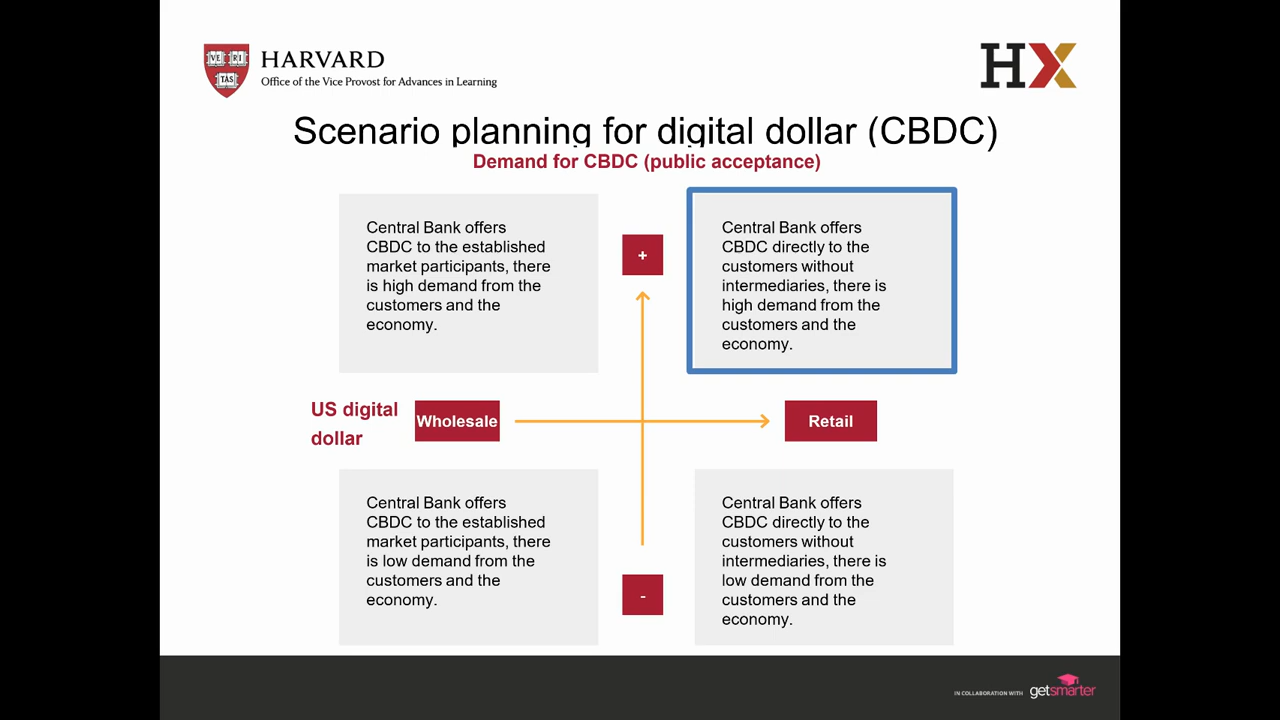 HARVARD
Office of the Vice Provost for Advances in Learning
VE RI
TAS
HX
Scenario planning for digital dollar (CBDC)
Demand for CBDC (public acceptance)
Central Bank offers
CBDC to the established
market participants, there
is high demand from the
customers and the
economy.
+
Central Bank offers
CBDC directly to the
customers without
intermediaries, there is
high demand from the
customers and the
economy.
US digital
dollar
Wholesale
Retail
Central Bank offers
CBDC to the established
market participants, there
is low demand from the
customers and the
economy.
-
Central Bank offers
CBDC directly to the
customers without
intermediaries, there is
low demand from the
customers and the
economy.
IN COLLABORATION WITH getsmarter